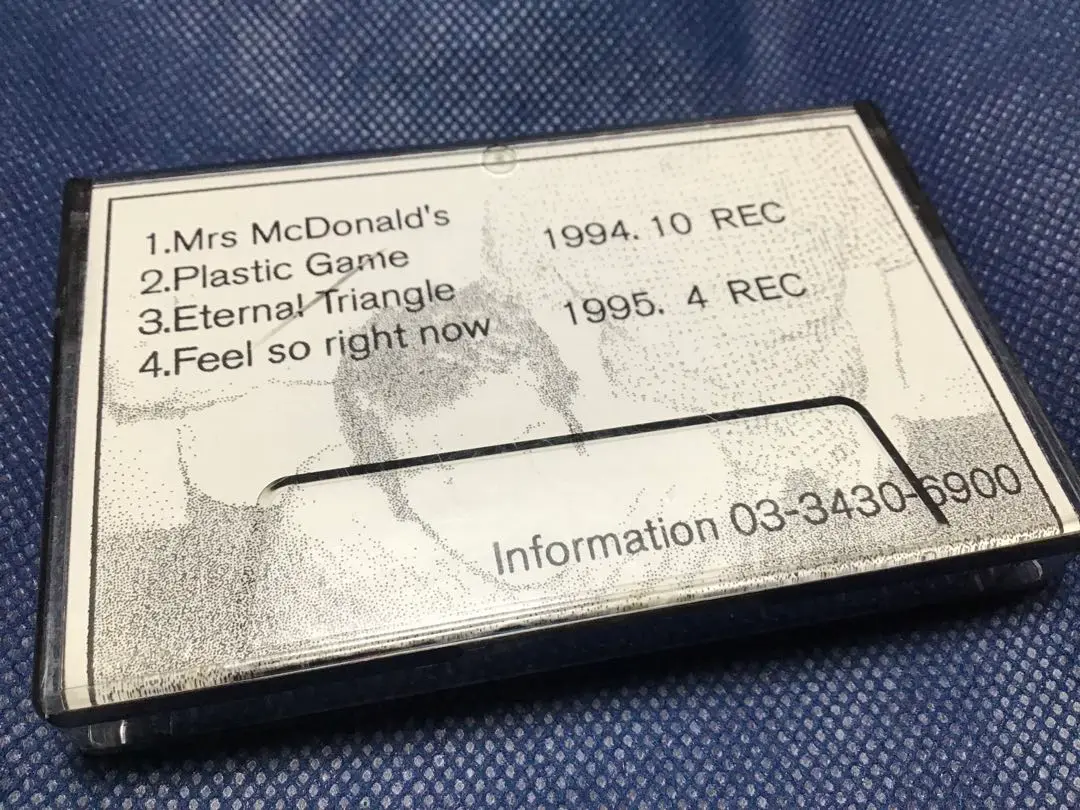 1.Mrs McDonald's
2.Plastic Game
1994.10 REC
3.Eternal Triangle
4.Feel so right now
1995. 4 REC
Information 03-3430-6900